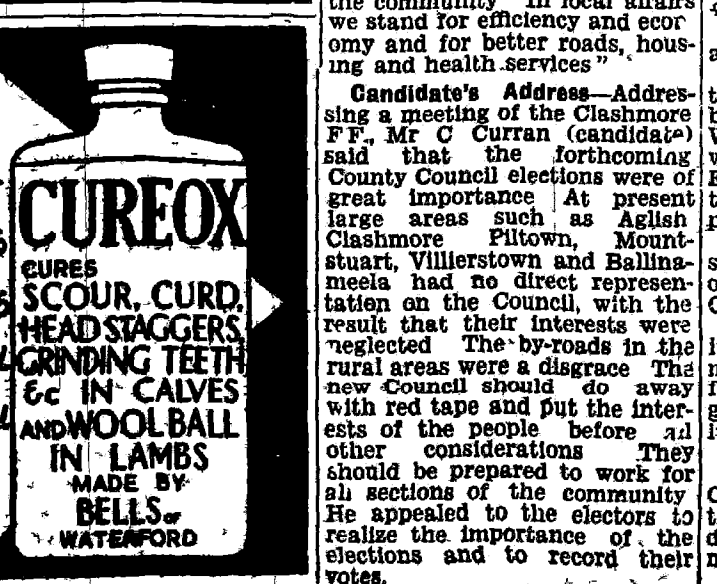 CUREOX
CURES
SCOUR, CURD,
HEAD STAGGERS,
GRINDING TEETH
&c IN CALVES
AND WOOL BALL
IN LAMBS
MADE BY
BELLS OF
WATERFORD
the community In local affairs
we stand for efficiency and econ
omy and for better roads, hous-
ing and health services"
Candidate's Address—Addres-
sing a meeting of the Clashmore
F F., Mr C Curran (candidate)
said that the forthcoming
County Council elections were of
great importance At present
large areas such as Aglish
Clashmore Piltown, Mount-
stuart, Villierstown and Ballina-
meela had no direct represen-
tation on the Council, with the
result that their interests were
neglected The by-roads in the
rural areas were a disgrace The
new Council should do away
with red tape and put the inter-
ests of the people before all
other considerations They
should be prepared to work for
all sections of the community
He appealed to the electors to
realize the importance of the
elections and to record their
votes.